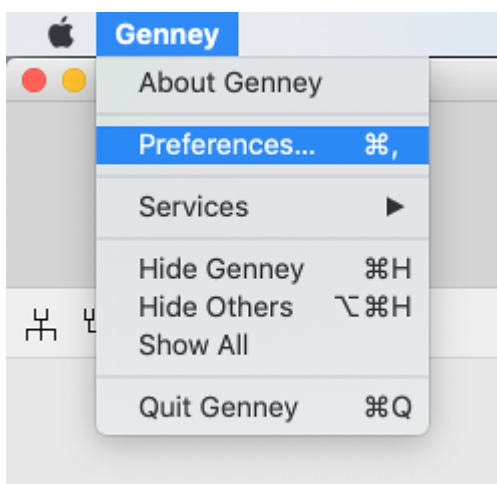 Genney
About Genney
Preferences... ⌘,
Services ▶
Hide Genney ⌘H
Hide Others ⌥⌘H
Show All
Quit Genney ⌘Q